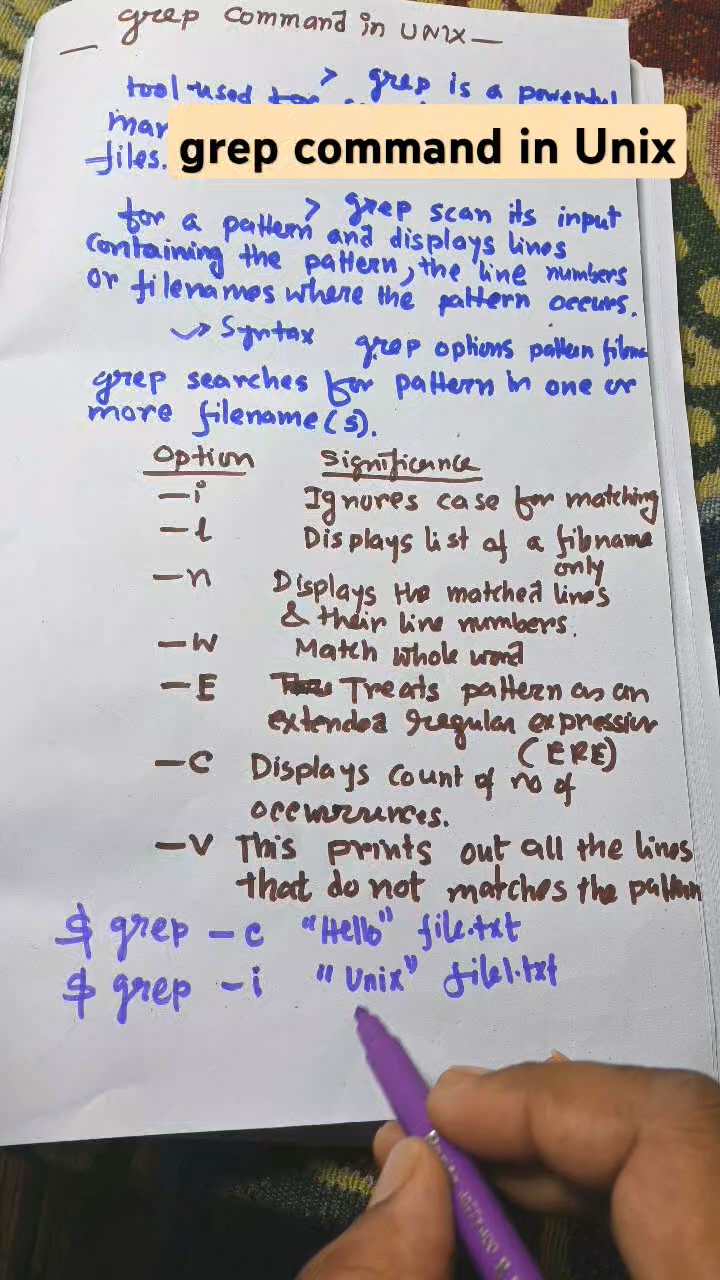 grep command in UNIX
> grep is a powerful
tool used for
files.
grep command in Unix
> grep scan its input
for a pattern and displays lines
containing the pattern, the line numbers
or filenames where the pattern occurs.
Syntax grep options pattern
grep searches for pattern in one or
more filename(s).
Option Significance
-i Ignores case for matching
-l Displays list of a filename
only
-n Displays the matched lines
& their line numbers.
-w Match whole word
-E Treats pattern as an
extended regular expression
(ERE)
-c Displays count of no of
-v This prints out all the lines
that do not matches the pattern
$ grep -c "Hello" file.txt
$ grep -i "Unix" file1.txt